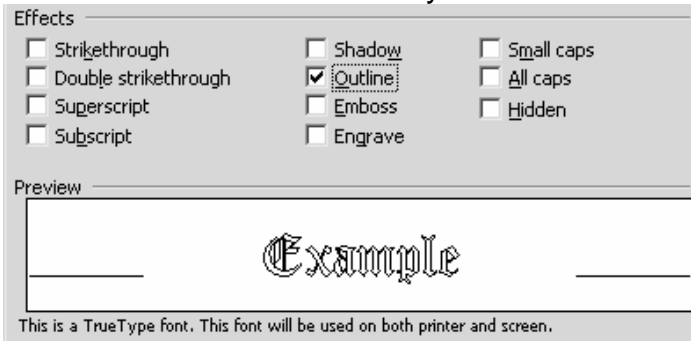 Effects
Strikethrough Shadow Small caps
Double strikethrough Outline All caps
Superscript Emboss Hidden
Subscript Engrave
Preview
Example
This is a TrueType font. This font will be used on both printer and screen.